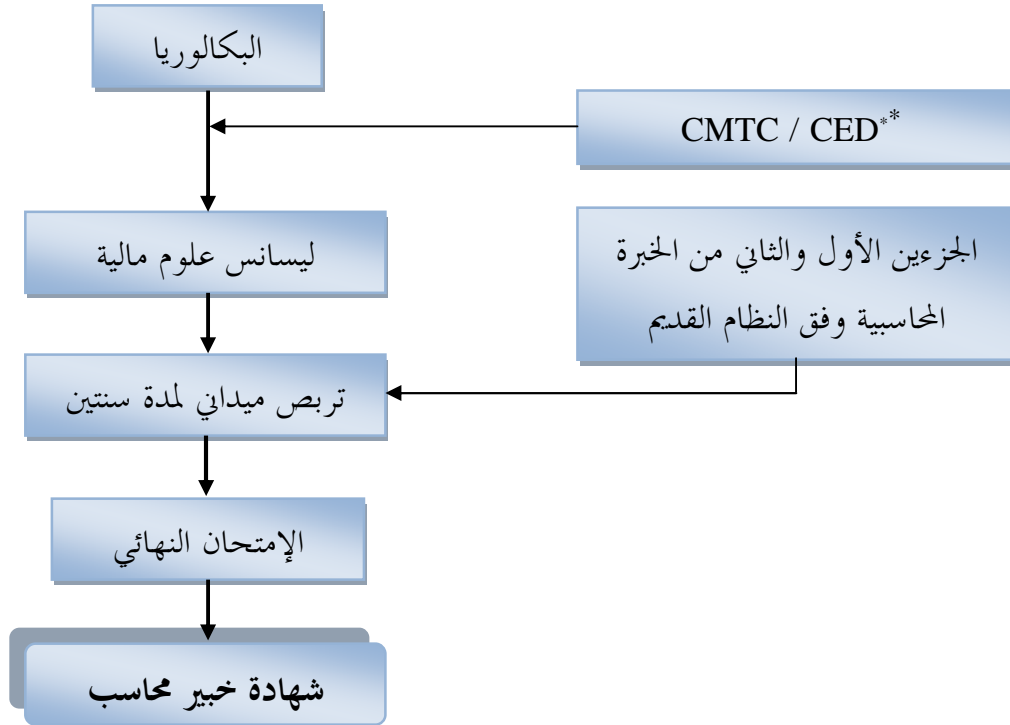 البكالوريا
CMTC / CED**
ليسانس علوم مالية
الجزءين الأول والثاني من الخبرة
المحاسبية وفق النظام القديم
تربص ميداني لمدة سنتين
الإمتحان النهائي
شهادة خبير محاسب